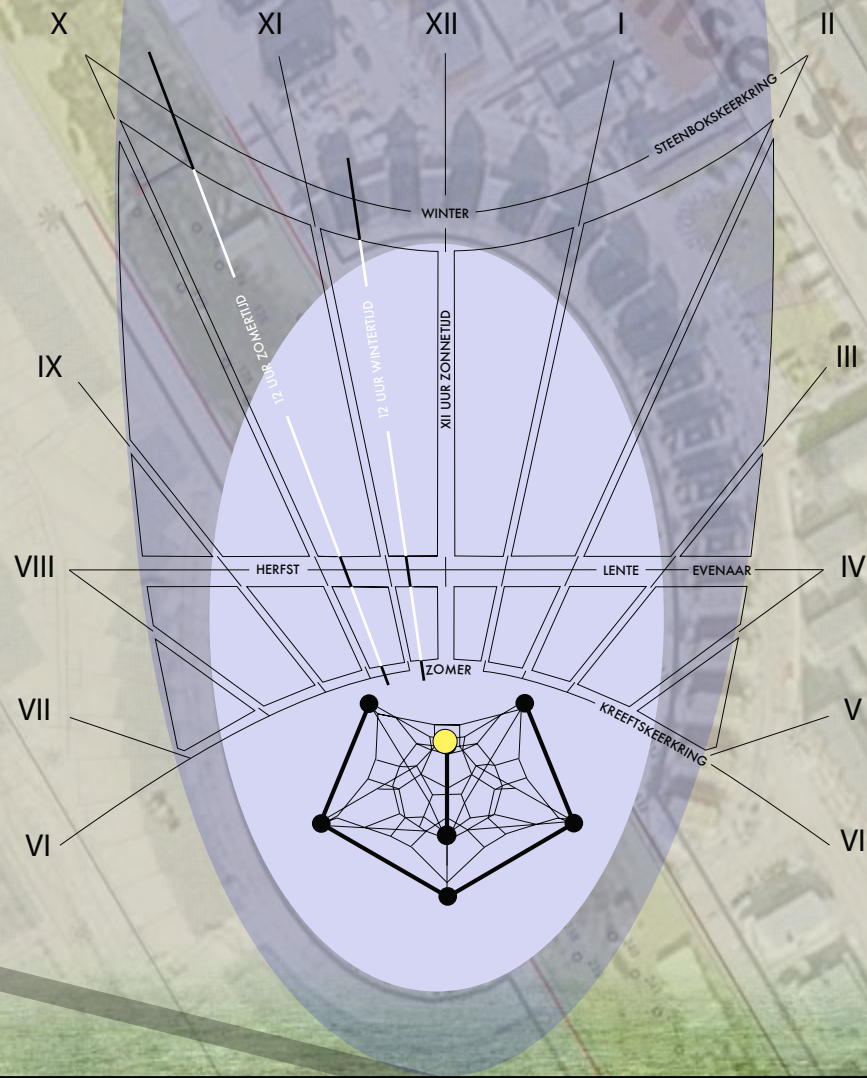 X
XI
XII
I
II
STEENBOKSKEERKRING
WINTER
12 UUR ZOMERTIJD
12 UUR WINTERTIJD
XII UUR ZONNETIJD
IX
III
VIII
HERFST
LENTE
EVENAAR
IV
ZOMER
VII
KREEFTSKEERKRING
V
VI
VI